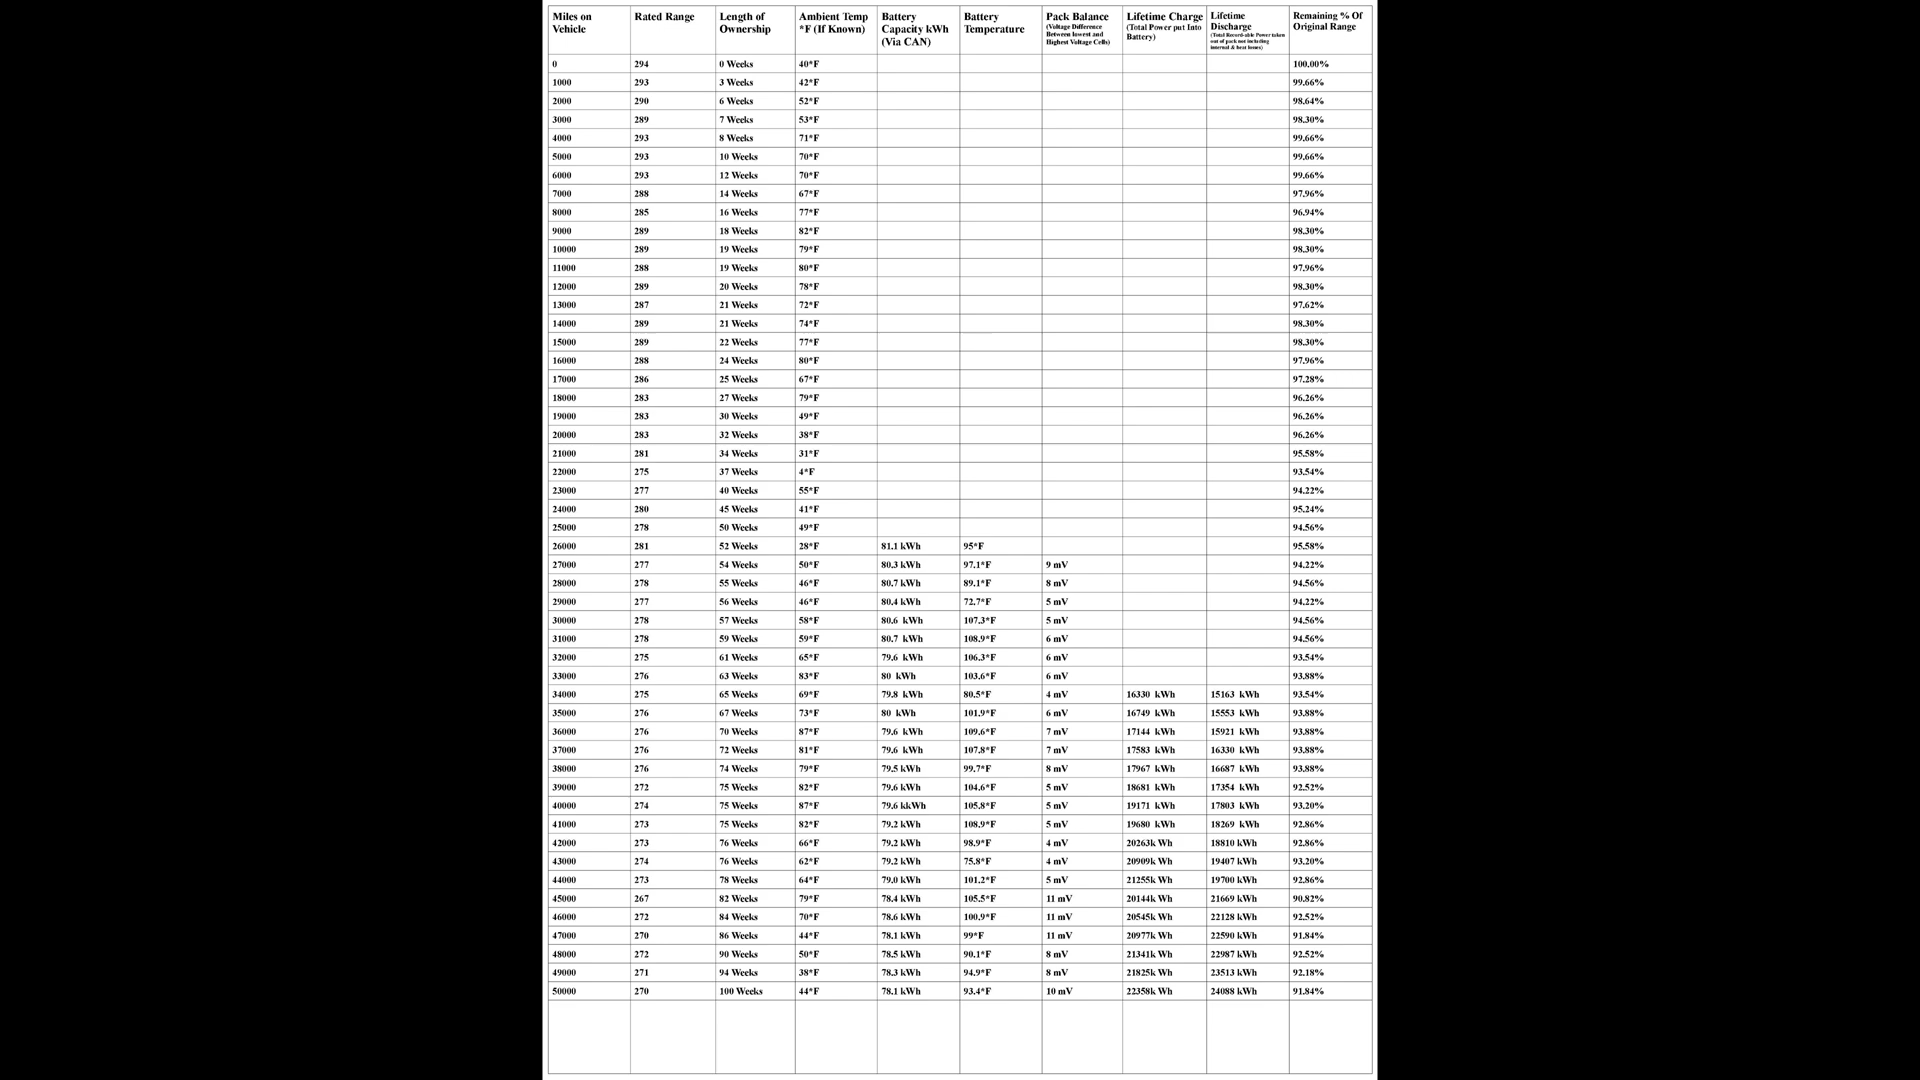 Miles on Vehicle Rated Range Length of Ownership Ambient Temp *F (If Known) Battery Capacity kWh (Via CAN) Battery Temperature Pack Balance (Voltage Difference Between lowest and Highest Voltage Cells) Lifetime Charge (Total Power put Into Battery) Lifetime Discharge (Total Record-able Power taken out of pack not including internal & heat losses) Remaining % Of Original Range
0 294 0 Weeks 40*F 100.00%
1000 293 3 Weeks 42*F 99.66%
2000 290 6 Weeks 52*F 98.64%
3000 289 7 Weeks 53*F 98.30%
4000 293 8 Weeks 71*F 99.66%
5000 293 10 Weeks 70*F 99.66%
6000 293 12 Weeks 70*F 99.66%
7000 288 14 Weeks 67*F 97.96%
8000 285 16 Weeks 77*F 96.94%
9000 289 18 Weeks 82*F 98.30%
10000 289 19 Weeks 79*F 98.30%
11000 288 19 Weeks 80*F 97.96%
12000 289 20 Weeks 78*F 98.30%
13000 287 21 Weeks 72*F 97.62%
14000 289 21 Weeks 74*F 98.30%
15000 289 22 Weeks 77*F 98.30%
16000 288 24 Weeks 80*F 97.96%
17000 286 25 Weeks 67*F 97.28%
18000 283 27 Weeks 79*F 96.26%
19000 283 30 Weeks 49*F 96.26%
20000 283 32 Weeks 38*F 96.26%
21000 281 34 Weeks 31*F 95.58%
22000 275 37 Weeks 4*F 93.54%
23000 277 40 Weeks 55*F 94.22%
24000 280 45 Weeks 41*F 95.24%
25000 278 50 Weeks 49*F 94.56%
26000 281 52 Weeks 28*F 81.1 kWh 95*F 95.58%
27000 277 54 Weeks 50*F 80.3 kWh 97.1*F 9 mV 94.22%
28000 278 55 Weeks 46*F 80.7 kWh 89.1*F 8 mV 94.56%
29000 277 56 Weeks 46*F 80.4 kWh 72.7*F 5 mV 94.22%
30000 278 57 Weeks 58*F 80.6 kWh 107.3*F 5 mV 94.56%
31000 278 59 Weeks 59*F 80.7 kWh 108.9*F 6 mV 94.56%
32000 275 61 Weeks 65*F 79.6 kWh 106.3*F 6 mV 93.54%
33000 276 63 Weeks 83*F 80 kWh 103.6*F 6 mV 93.88%
34000 275 65 Weeks 69*F 79.8 kWh 80.5*F 4 mV 16330 kWh 15163 kWh 93.54%
35000 276 67 Weeks 73*F 80 kWh 101.9*F 6 mV 16749 kWh 15553 kWh 93.88%
36000 276 70 Weeks 87*F 79.6 kWh 109.6*F 7 mV 17144 kWh 15921 kWh 93.88%
37000 276 72 Weeks 81*F 79.6 kWh 107.8*F 7 mV 17583 kWh 16330 kWh 93.88%
38000 276 74 Weeks 79*F 79.5 kWh 99.7*F 8 mV 17967 kWh 16687 kWh 93.88%
39000 272 75 Weeks 82*F 79.6 kWh 104.6*F 5 mV 18681 kWh 17354 kWh 92.52%
40000 274 75 Weeks 87*F 79.6 kkWh 105.8*F 5 mV 19171 kWh 17803 kWh 93.20%
41000 273 75 Weeks 82*F 79.2 kWh 108.9*F 5 mV 19680 kWh 18269 kWh 92.86%
42000 273 76 Weeks 66*F 79.2 kWh 98.9*F 4 mV 20263k Wh 18810 kWh 92.86%
43000 274 76 Weeks 62*F 79.2 kWh 75.8*F 4 mV 20909k Wh 19407 kWh 93.20%
44000 273 78 Weeks 64*F 79.0 kWh 101.2*F 5 mV 21255k Wh 19700 kWh 92.86%
45000 267 82 Weeks 79*F 78.4 kWh 105.5*F 11 mV 20144k Wh 21669 kWh 90.82%
46000 272 84 Weeks 70*F 78.6 kWh 100.9*F 11 mV 20545k Wh 22128 kWh 92.52%
47000 270 86 Weeks 44*F 78.1 kWh 99*F 11 mV 20977k Wh 22590 kWh 91.84%
48000 272 90 Weeks 50*F 78.5 kWh 90.1*F 8 mV 21341k Wh 22987 kWh 92.52%
49000 271 94 Weeks 38*F 78.3 kWh 94.9*F 8 mV 21825k Wh 23513 kWh 92.18%
50000 270 100 Weeks 44*F 78.1 kWh 93.4*F 10 mV 22358k Wh 24088 kWh 91.84%